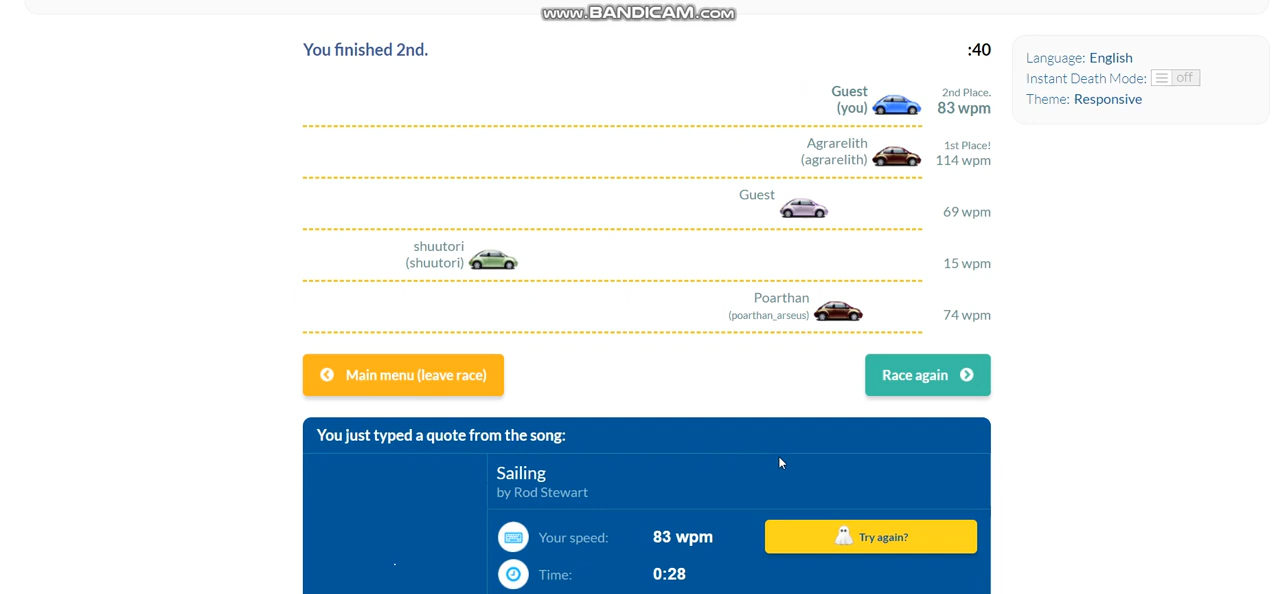 www.BANDICAM.com
You finished 2nd.
:40
Language: English
Instant Death Mode: off
Theme: Responsive
Guest
(you)
2nd Place.
83 wpm
Agrarelith
(agrarelith)
1st Place!
114 wpm
Guest
69 wpm
shuutori
(shuutori)
15 wpm
Poarthan
(poarthan_arseus)
74 wpm
Main menu (leave race)
Race again
You just typed a quote from the song:
Sailing
by Rod Stewart
Your speed: 83 wpm
Try again?
Time: 0:28